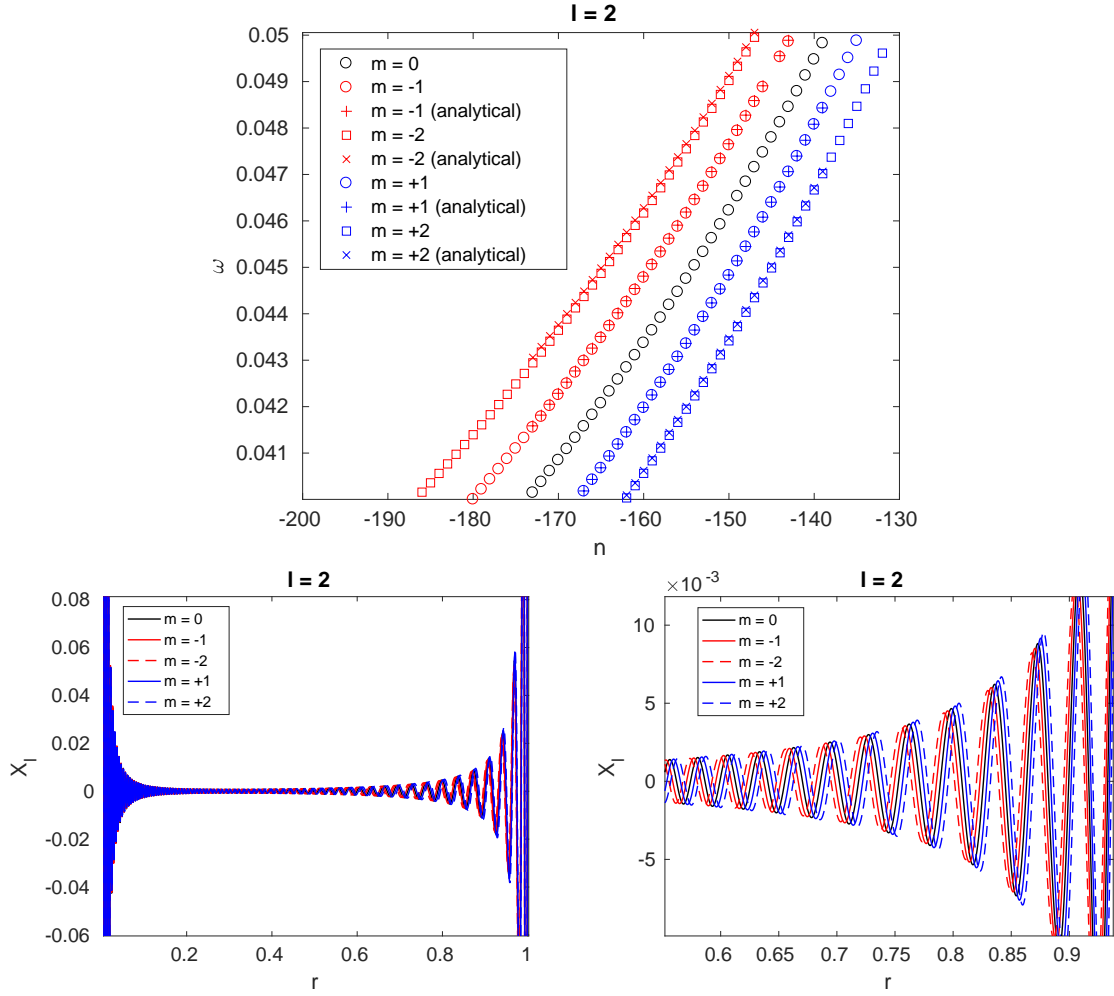 l = 2
0.05
0.049
0.048
0.047
0.046
0.045
0.044
0.043
0.042
0.041
ω
m = 0
m = -1
m = -1 (analytical)
m = -2
m = -2 (analytical)
m = +1
m = +1 (analytical)
m = +2
m = +2 (analytical)
-200 -190 -180 -170 -160 -150 -140 -130
n
l = 2
0.08
0.06
0.04
0.02
0
-0.02
-0.04
-0.06
X_l
m = 0
m = -1
m = -2
m = +1
m = +2
0.2 0.4 0.6 0.8 1
r
×10⁻³
l = 2
10
5
0
-5
X_l
m = 0
m = -1
m = -2
m = +1
m = +2
0.6 0.65 0.7 0.75 0.8 0.85 0.9
r